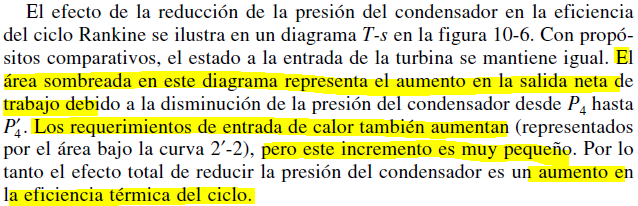 El efecto de la reducción de la presión del condensador en la eficiencia
del ciclo Rankine se ilustra en un diagrama T-s en la figura 10-6. Con propó-
sitos comparativos, el estado a la entrada de la turbina se mantiene igual. El
área sombreada en este diagrama representa el aumento en la salida neta de
trabajo debido a la disminución de la presión del condensador desde P4 hasta
P′4. Los requerimientos de entrada de calor también aumentan (representados
por el área bajo la curva 2′-2), pero este incremento es muy pequeño. Por lo
tanto el efecto total de reducir la presión del condensador es un aumento en
la eficiencia térmica del ciclo.